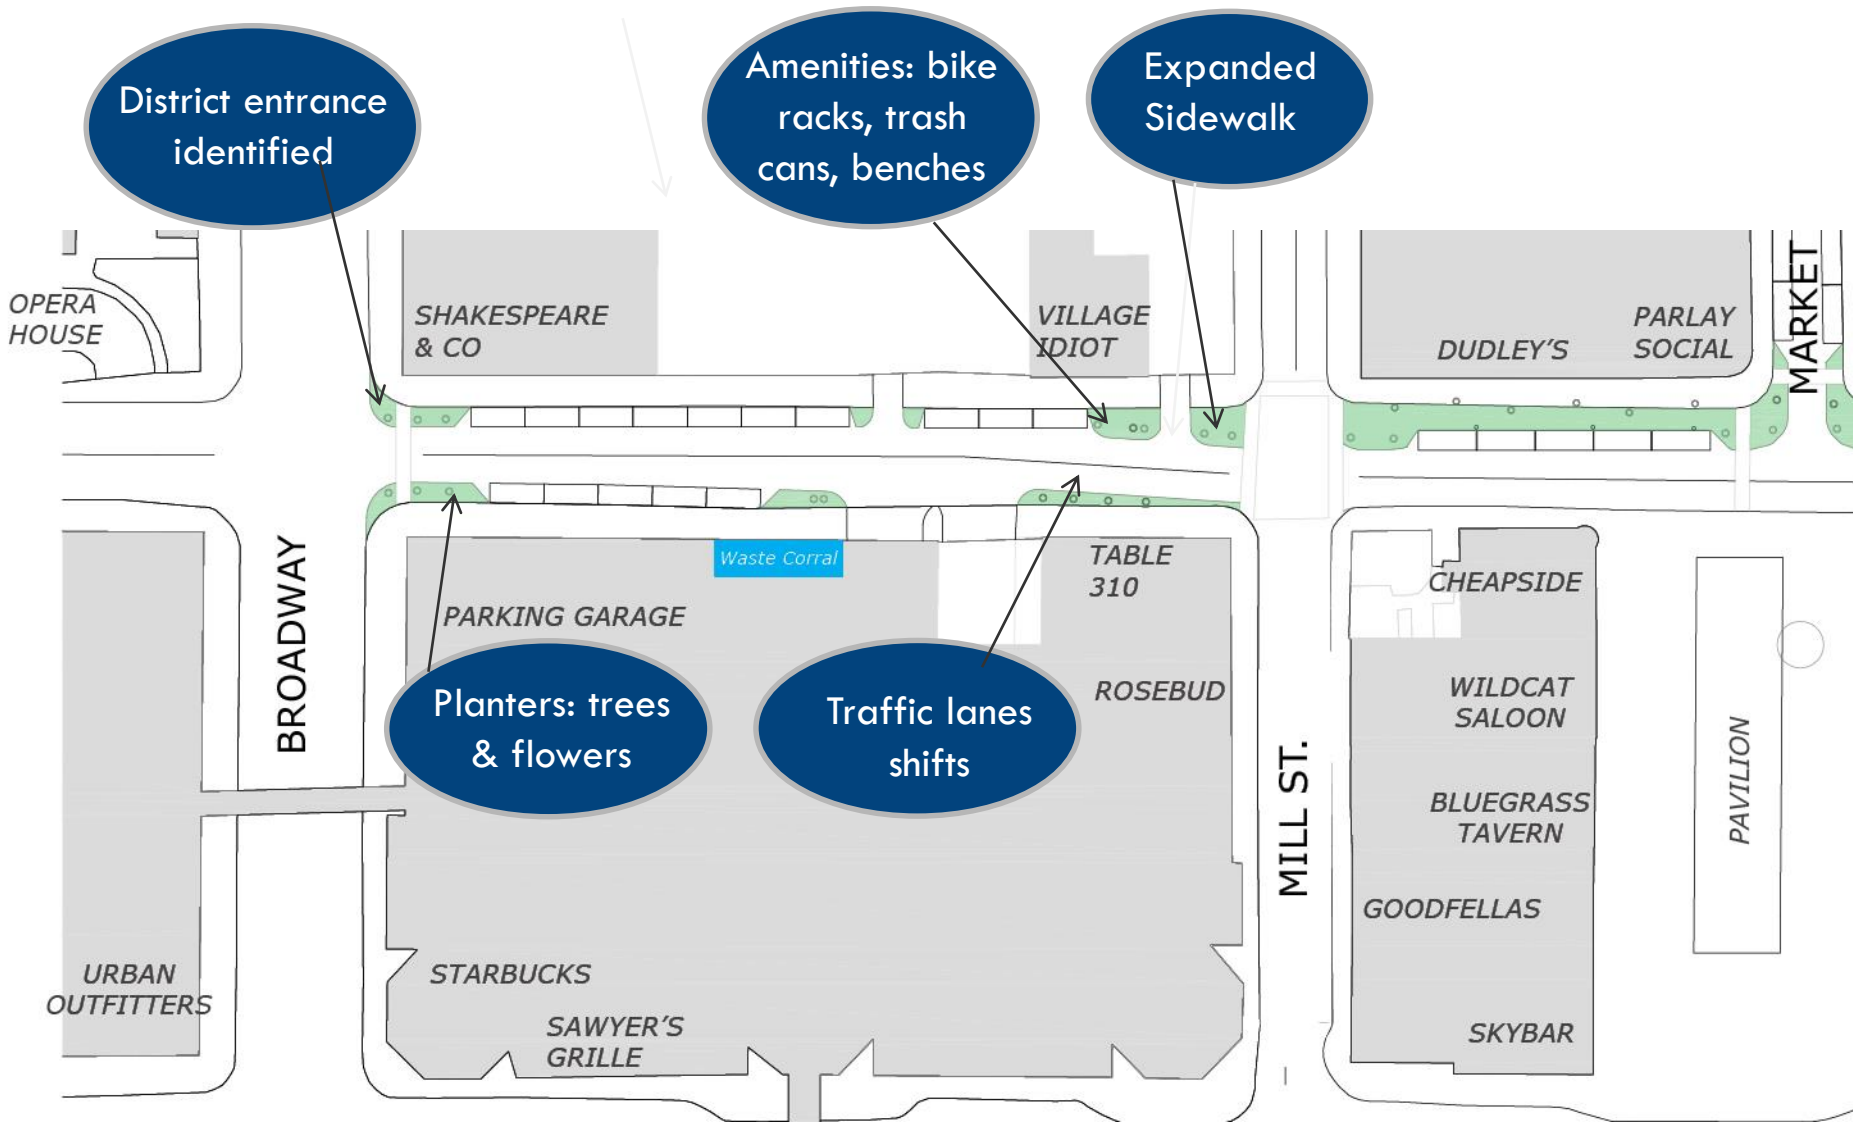 District entrance
identified
Amenities: bike
racks, trash
cans, benches
Expanded
Sidewalk
OPERA
HOUSE
SHAKESPEARE
& CO
VILLAGE
IDIOT
DUDLEY'S
PARLAY
SOCIAL
MARKET
BROADWAY
Waste Corral
PARKING GARAGE
TABLE
310
CHEAPSIDE
Planters: trees
& flowers
Traffic lanes
shifts
ROSEBUD
WILDCAT
SALOON
MILL ST.
BLUEGRASS
TAVERN
PAVILION
GOODFELLAS
URBAN
OUTFITTERS
STARBUCKS
SAWYER'S
GRILLE
SKYBAR